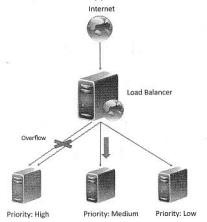 Internet
Load Balancer
Overflow
Priority: High
Priority: Medium
Priority: Low